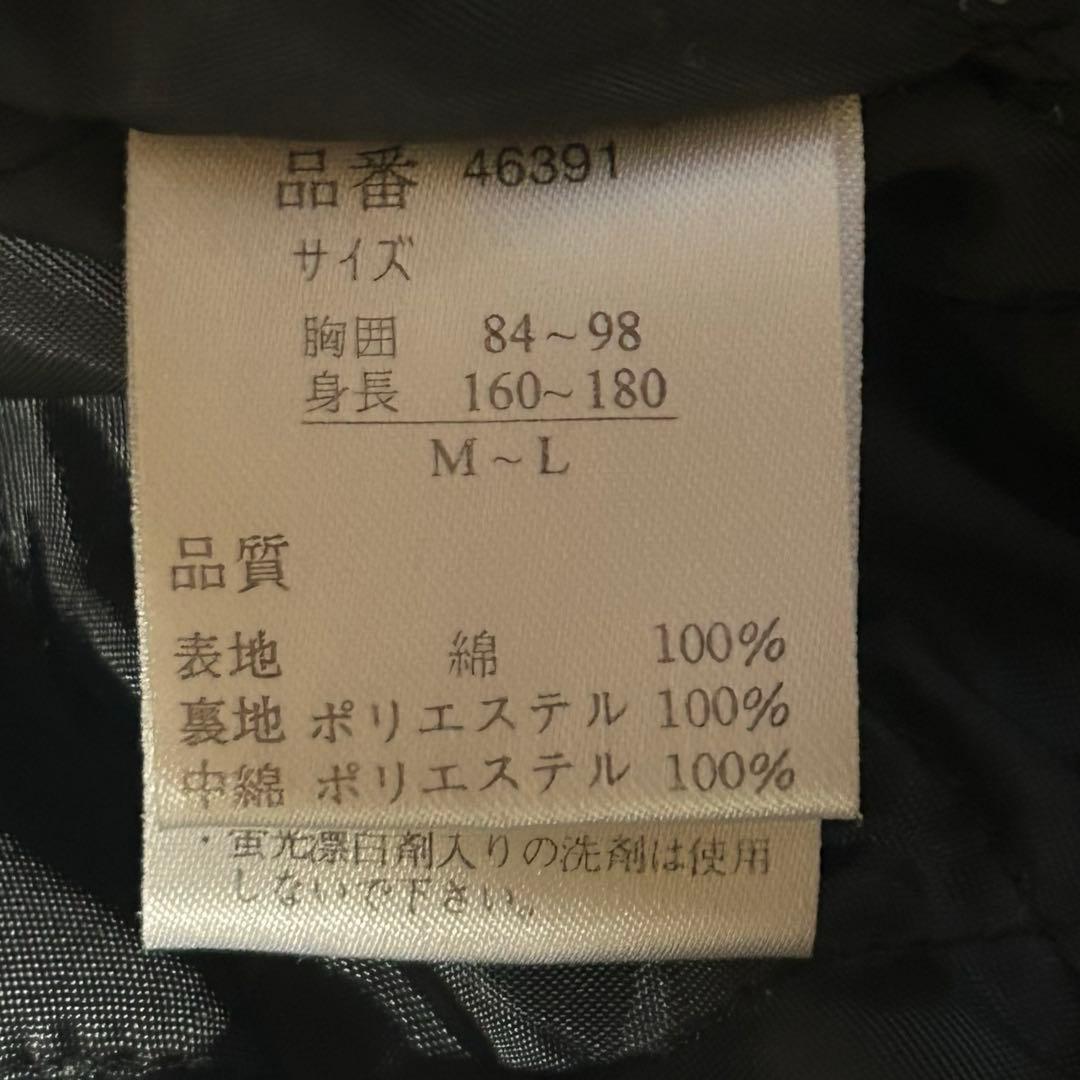 品番 46391
サイズ
胸囲 84~98
身長 160~180
M~L
品質
表地 綿 100%
裏地 ポリエステル 100%
中綿 ポリエステル 100%
・蛍光漂白剤入りの洗剤は使用
しないで下さい。